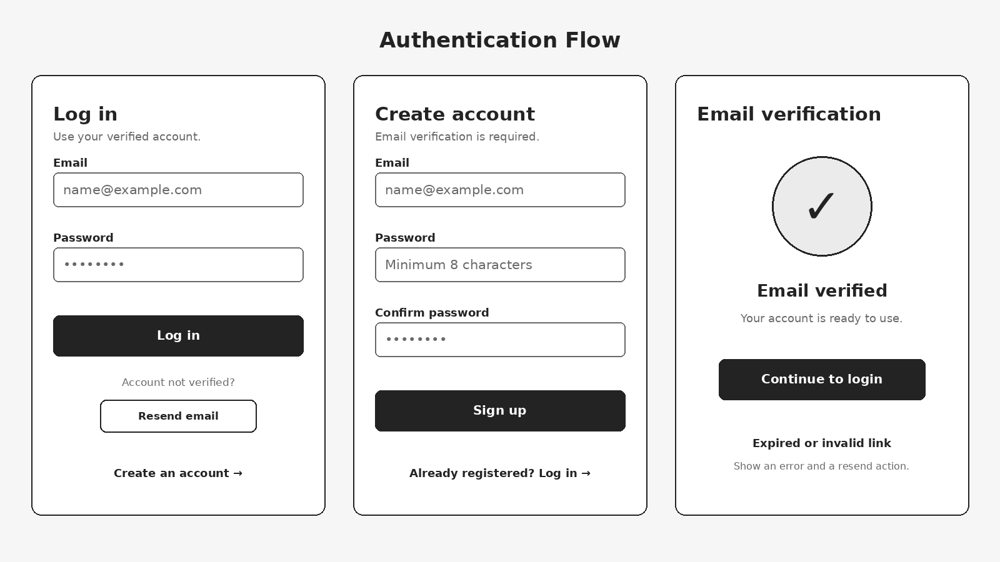 Authentication Flow
Log in
Use your verified account.
Email
name@example.com
Password
••••••••
Log in
Account not verified?
Resend email
Create an account →
Create account
Email verification is required.
Email
name@example.com
Password
Minimum 8 characters
Confirm password
••••••••
Sign up
Already registered? Log in →
Email verification
✓
Email verified
Your account is ready to use.
Continue to login
Expired or invalid link
Show an error and a resend action.